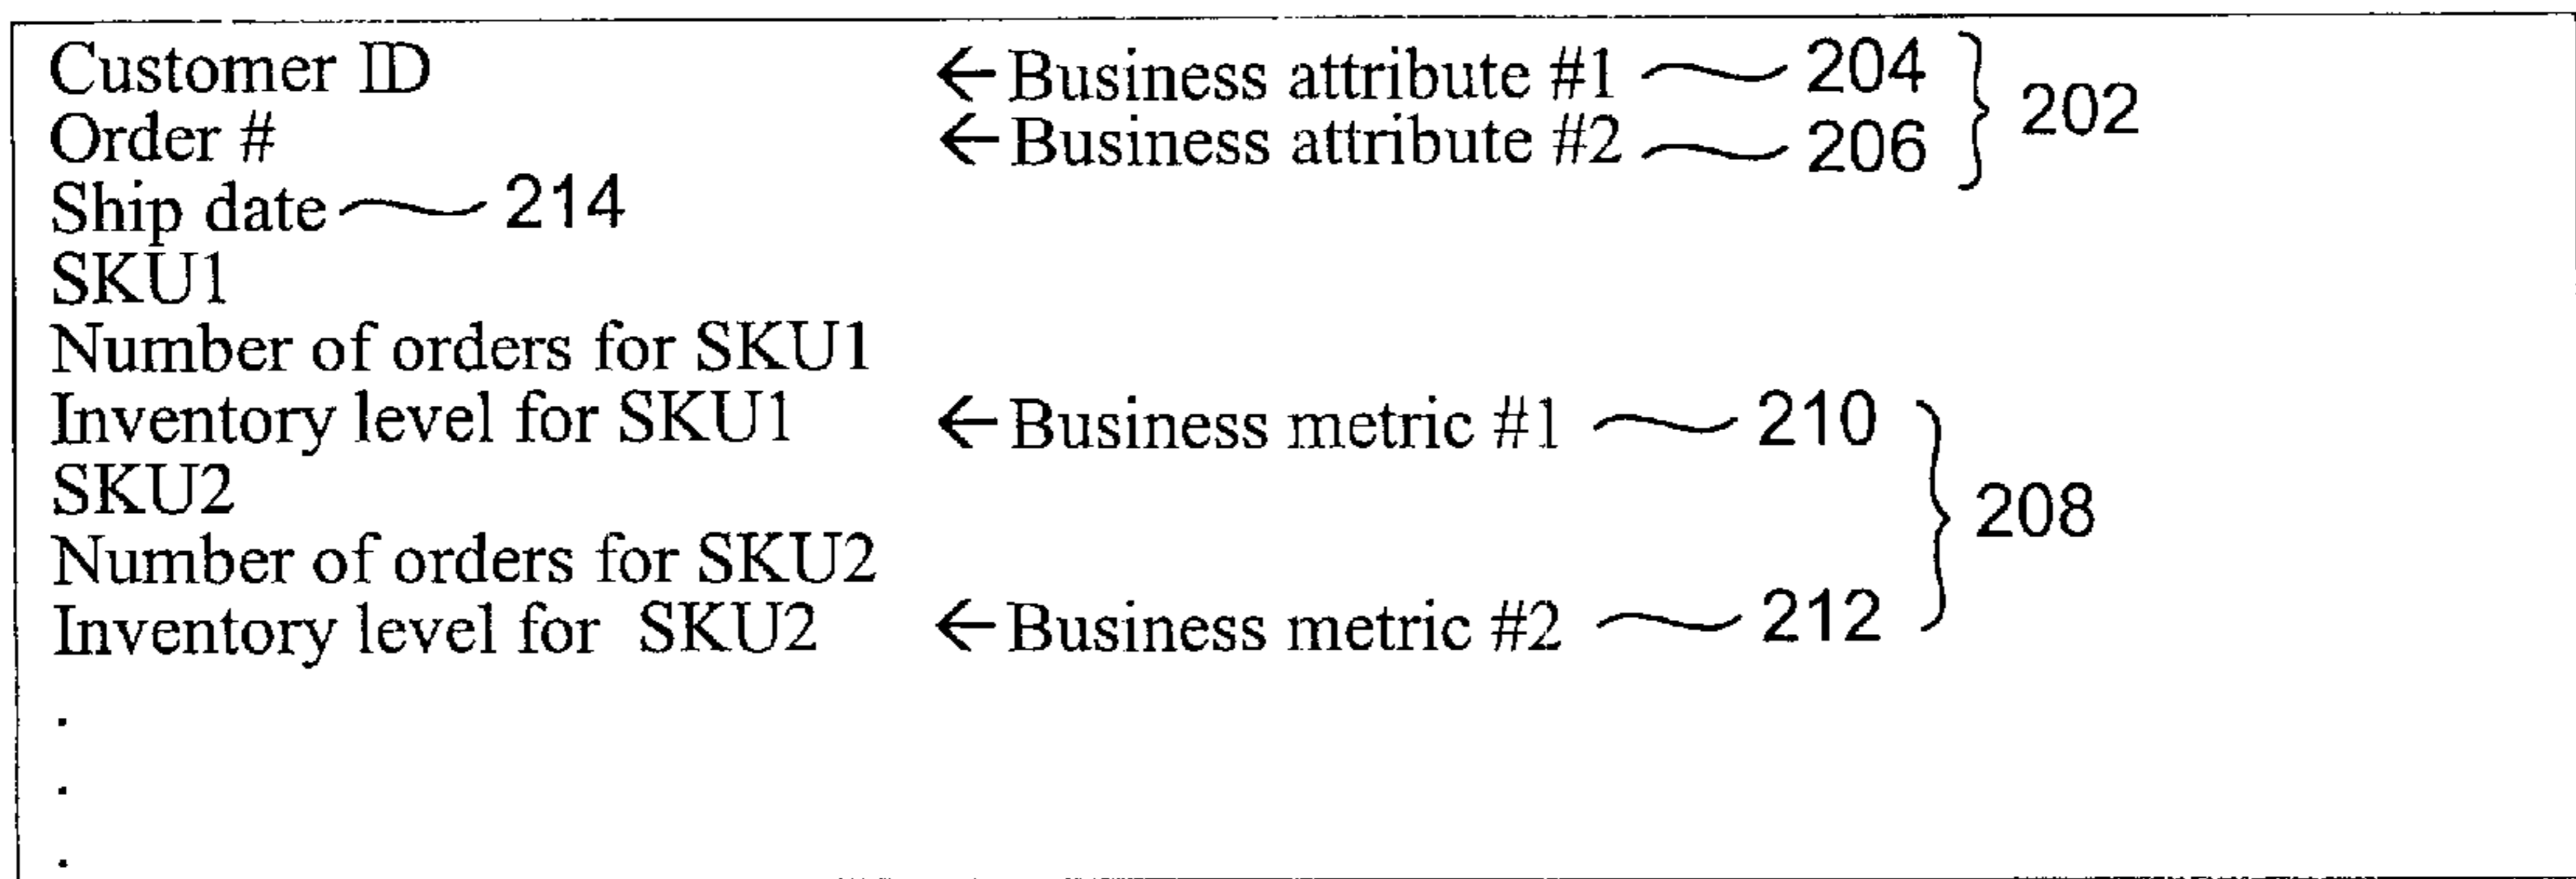 Customer ID ←Business attribute #1 204 202
Order # ←Business attribute #2 206
Ship date 214
SKU1
Number of orders for SKU1
Inventory level for SKU1 ←Business metric #1 210
SKU2 208
Number of orders for SKU2
Inventory level for SKU2 ←Business metric #2 212
.
.
.